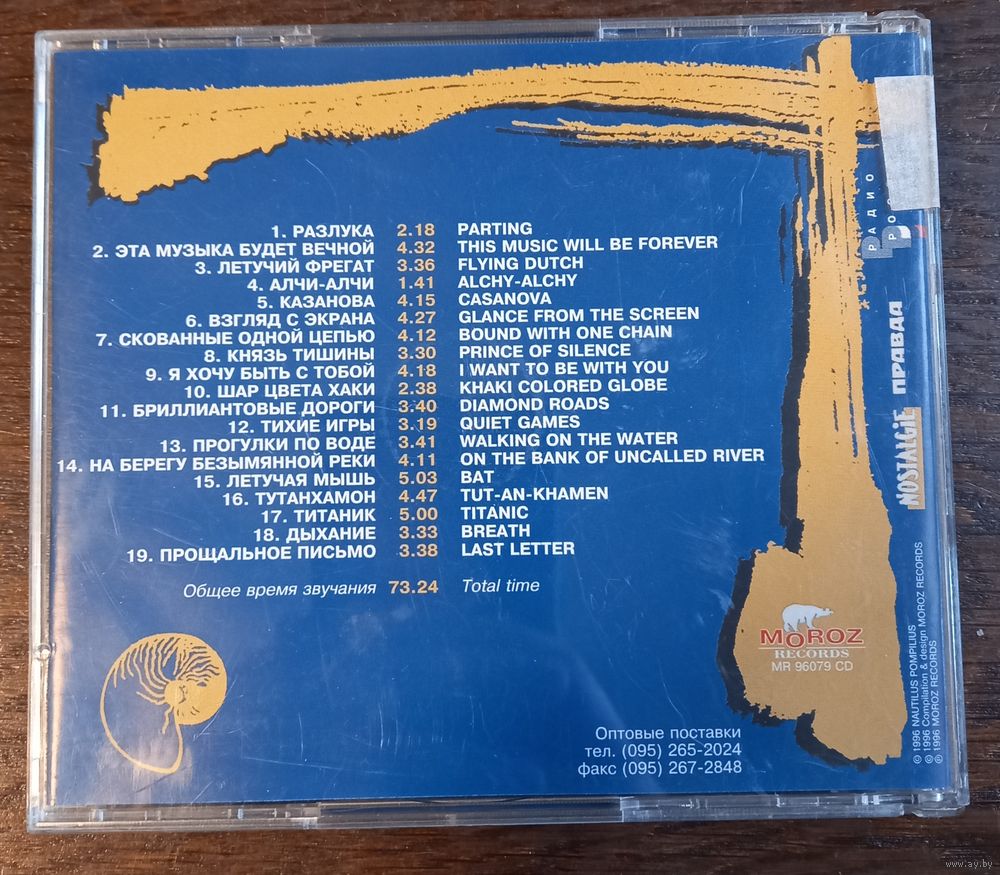 1. РАЗЛУКА 2.18 PARTING
2. ЭТА МУЗЫКА БУДЕТ ВЕЧНОЙ 4.32 THIS MUSIC WILL BE FOREVER
3. ЛЕТУЧИЙ ФРЕГАТ 3.36 FLYING DUTCH
4. АЛЧИ-АЛЧИ 1.41 ALCHY-ALCHY
5. КАЗАНОВА 4.15 CASANOVA
6. ВЗГЛЯД С ЭКРАНА 4.27 GLANCE FROM THE SCREEN
7. СКОВАННЫЕ ОДНОЙ ЦЕПЬЮ 4.12 BOUND WITH ONE CHAIN
8. КНЯЗЬ ТИШИНЫ 3.30 PRINCE OF SILENCE
9. Я ХОЧУ БЫТЬ С ТОБОЙ 4.18 I WANT TO BE WITH YOU
10. ШАР ЦВЕТА ХАКИ 2.38 KHAKI COLORED GLOBE
11. БРИЛЛИАНТОВЫЕ ДОРОГИ 3.40 DIAMOND ROADS
12. ТИХИЕ ИГРЫ 3.19 QUIET GAMES
13. ПРОГУЛКИ ПО ВОДЕ 3.41 WALKING ON THE WATER
14. НА БЕРЕГУ БЕЗЫМЯННОЙ РЕКИ 4.11 ON THE BANK OF UNCALLED RIVER
15. ЛЕТУЧАЯ МЫШЬ 5.03 BAT
16. ТУТАНХАМОН 4.47 TUT-AN-KHAMEN
17. ТИТАНИК 5.00 TITANIC
18. ДЫХАНИЕ 3.33 BREATH
19. ПРОЩАЛЬНОЕ ПИСЬМО 3.38 LAST LETTER
Общее время звучания 73.24 Total time
MOROZ
RECORDS
MR 96079 CD
Оптовые поставки
тел. (095) 265-2024
факс (095) 267-2848
РАДИО
NOSTALGIE ПРАВДА
© 1996 NAUTILUS POMPILIUS
© 1996 Compilation & design MOROZ RECORDS
℗ 1996 MOROZ RECORDS
www.ay.by